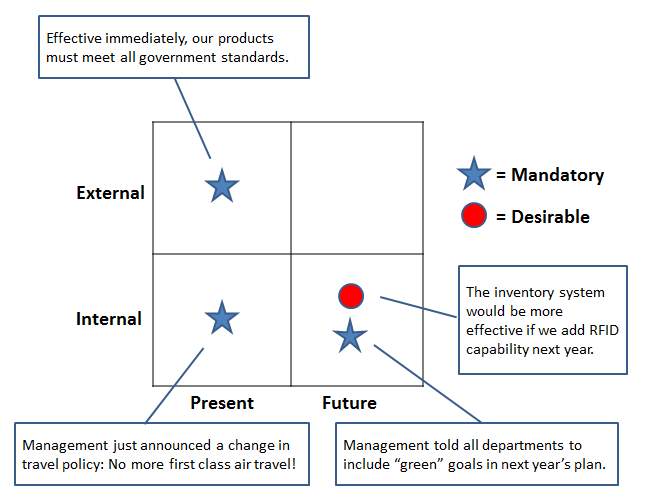 Effective immediately, our products
must meet all government standards.
External
= Mandatory
= Desirable
The inventory system
would be more
effective if we add RFID
capability next year.
Internal
Present
Future
Management just announced a change in
travel policy: No more first class air travel!
Management told all departments to
include “green” goals in next year’s plan.